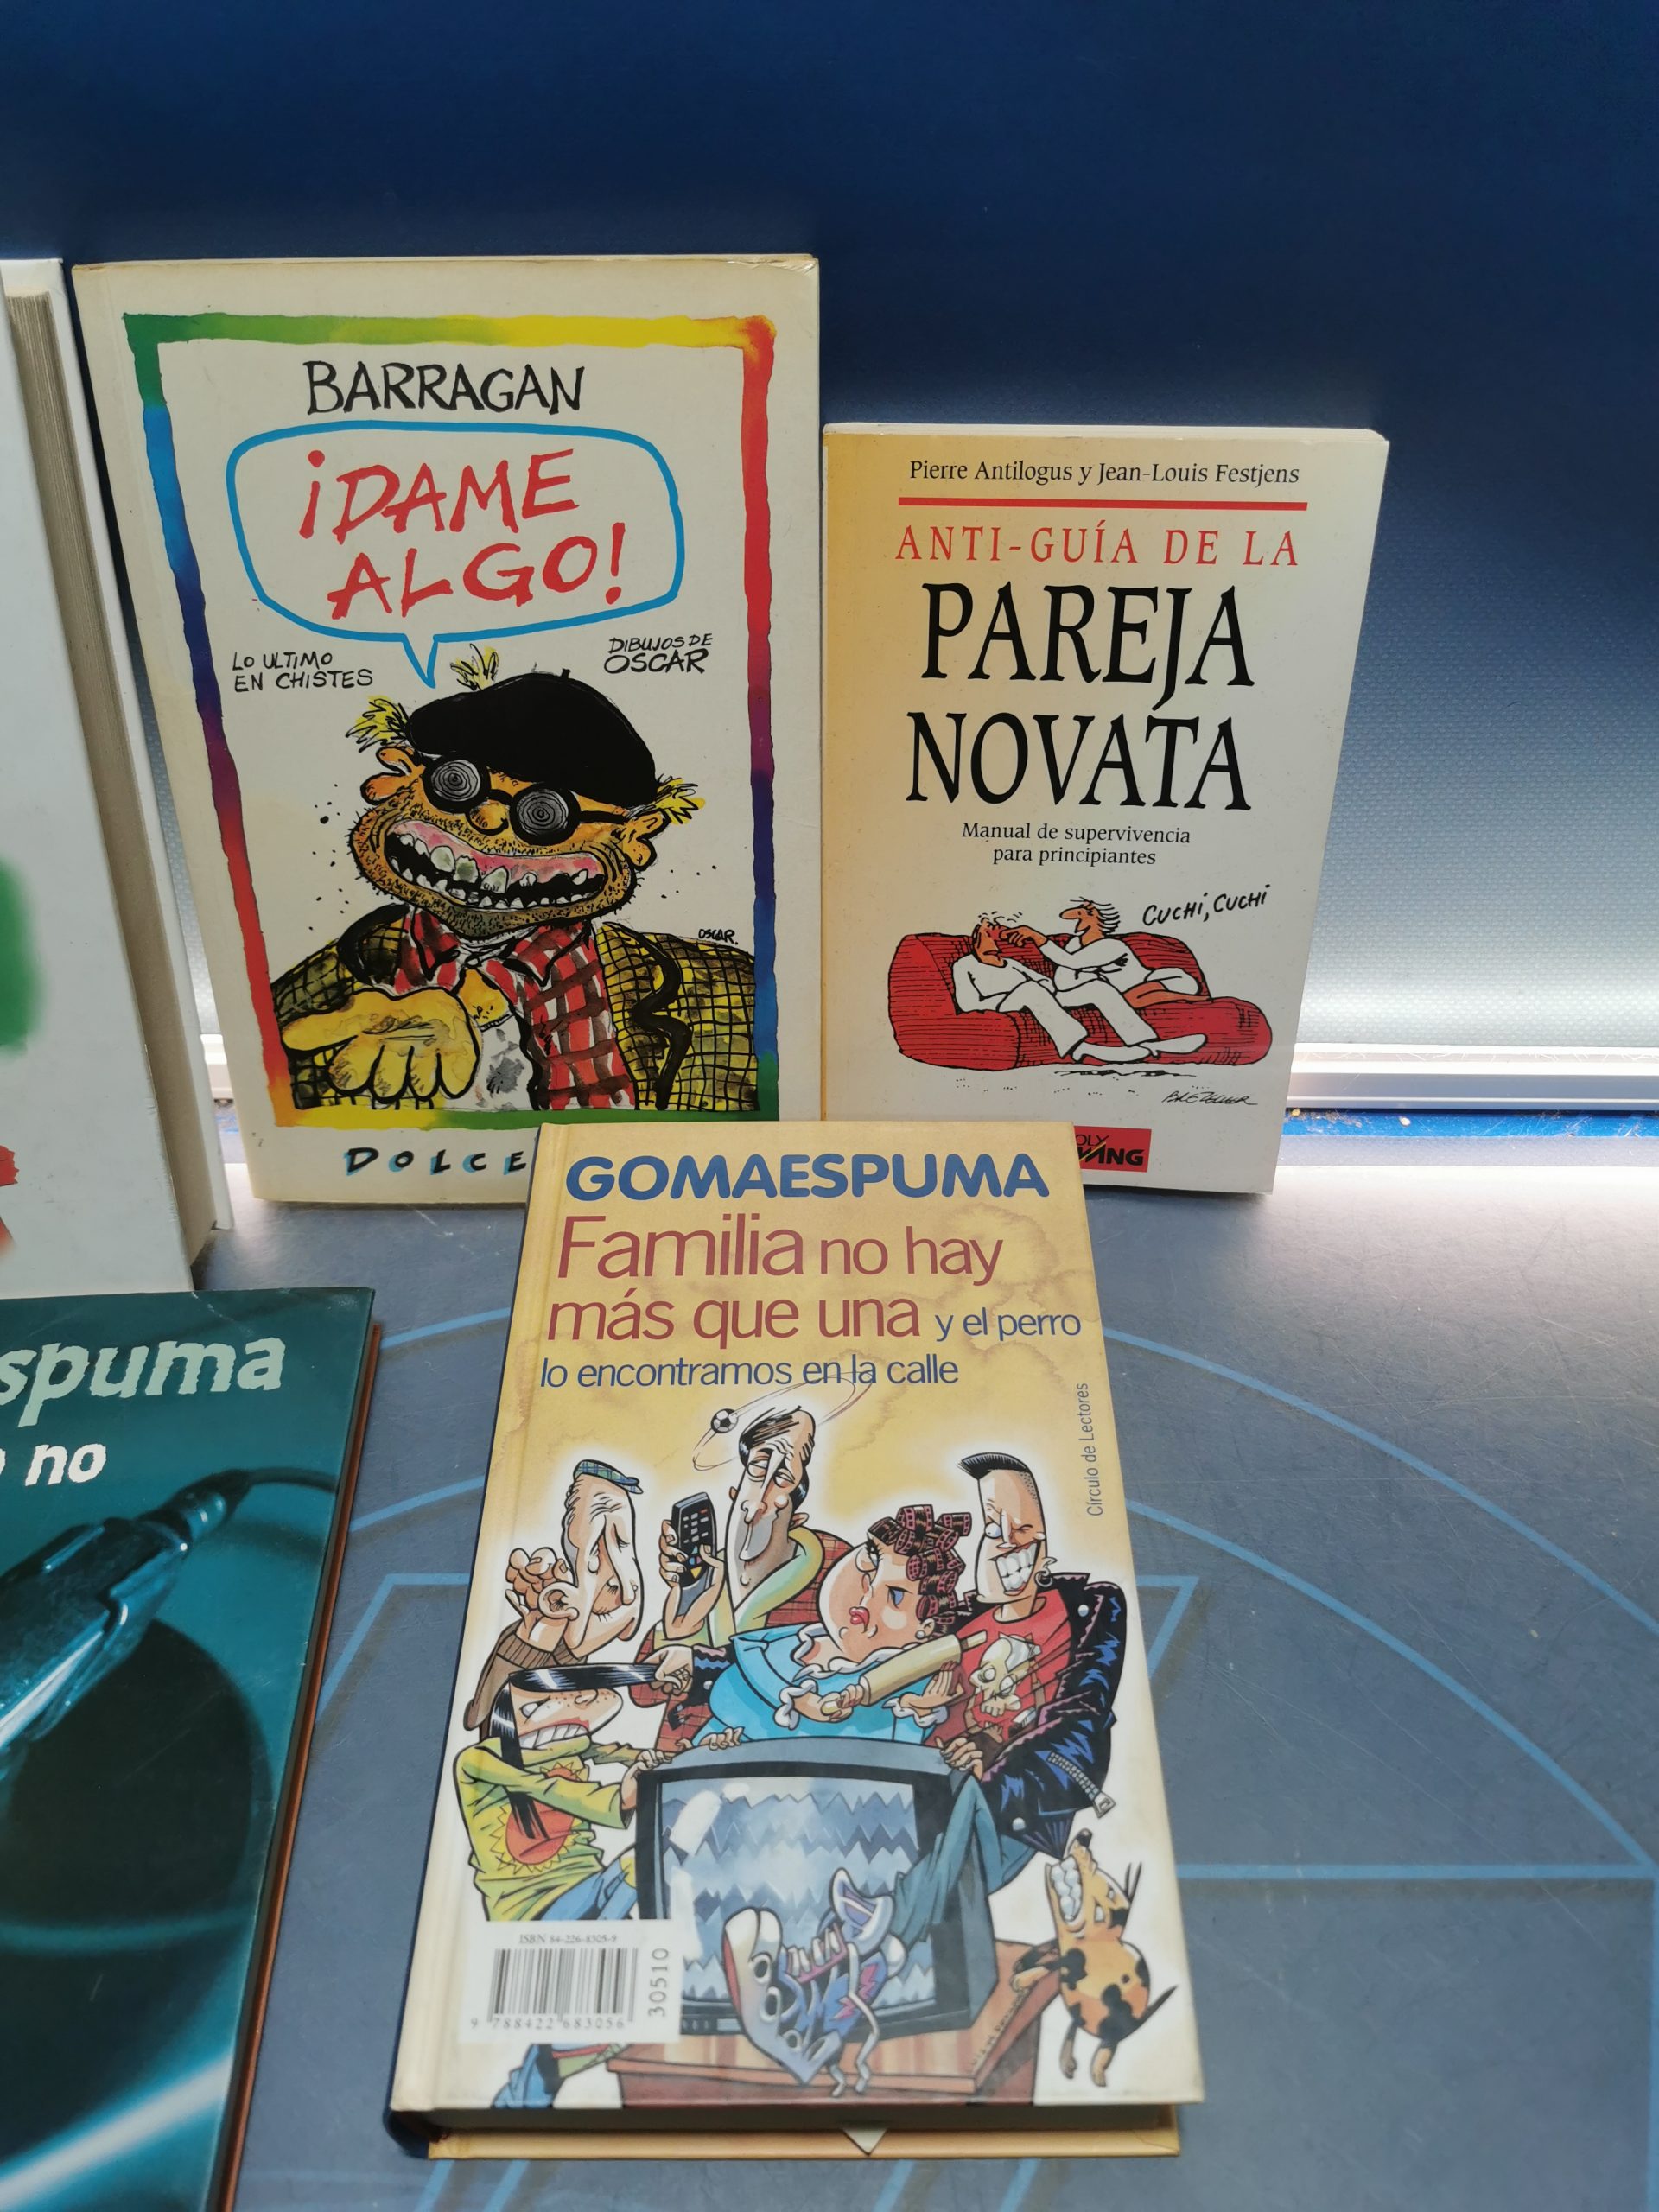 BARRAGAN
¡DAME
ALGO!
LO ULTIMO
EN CHISTES
DIBUJOS DE
OSCAR
OSCAR.
DOLCE
Pierre Antilogus y Jean-Louis Festjens
ANTI-GUÍA DE LA
PAREJA
NOVATA
Manual de supervivencia
para principiantes
CUCHI, CUCHI
GOMAESPUMA
Familia no hay
más que una y el perro
lo encontramos en la calle
Círculo de Lectores
ISBN 84-226-8305-9
9 788422 683056
30510
spuma
no